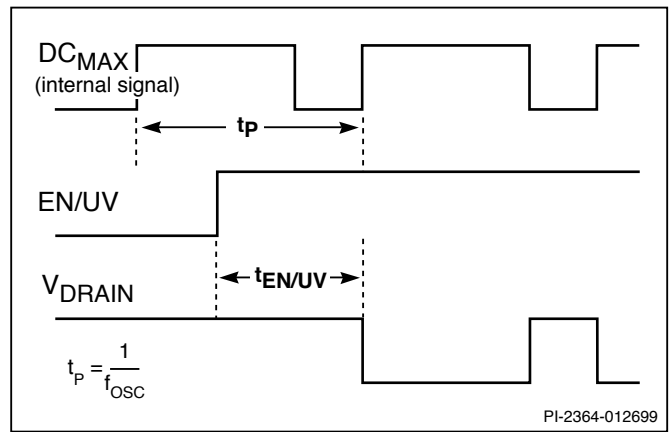 DCMAX
(internal signal)
tP
EN/UV
tEN/UV
VDRAIN
tP = 1/fOSC
PI-2364-012699